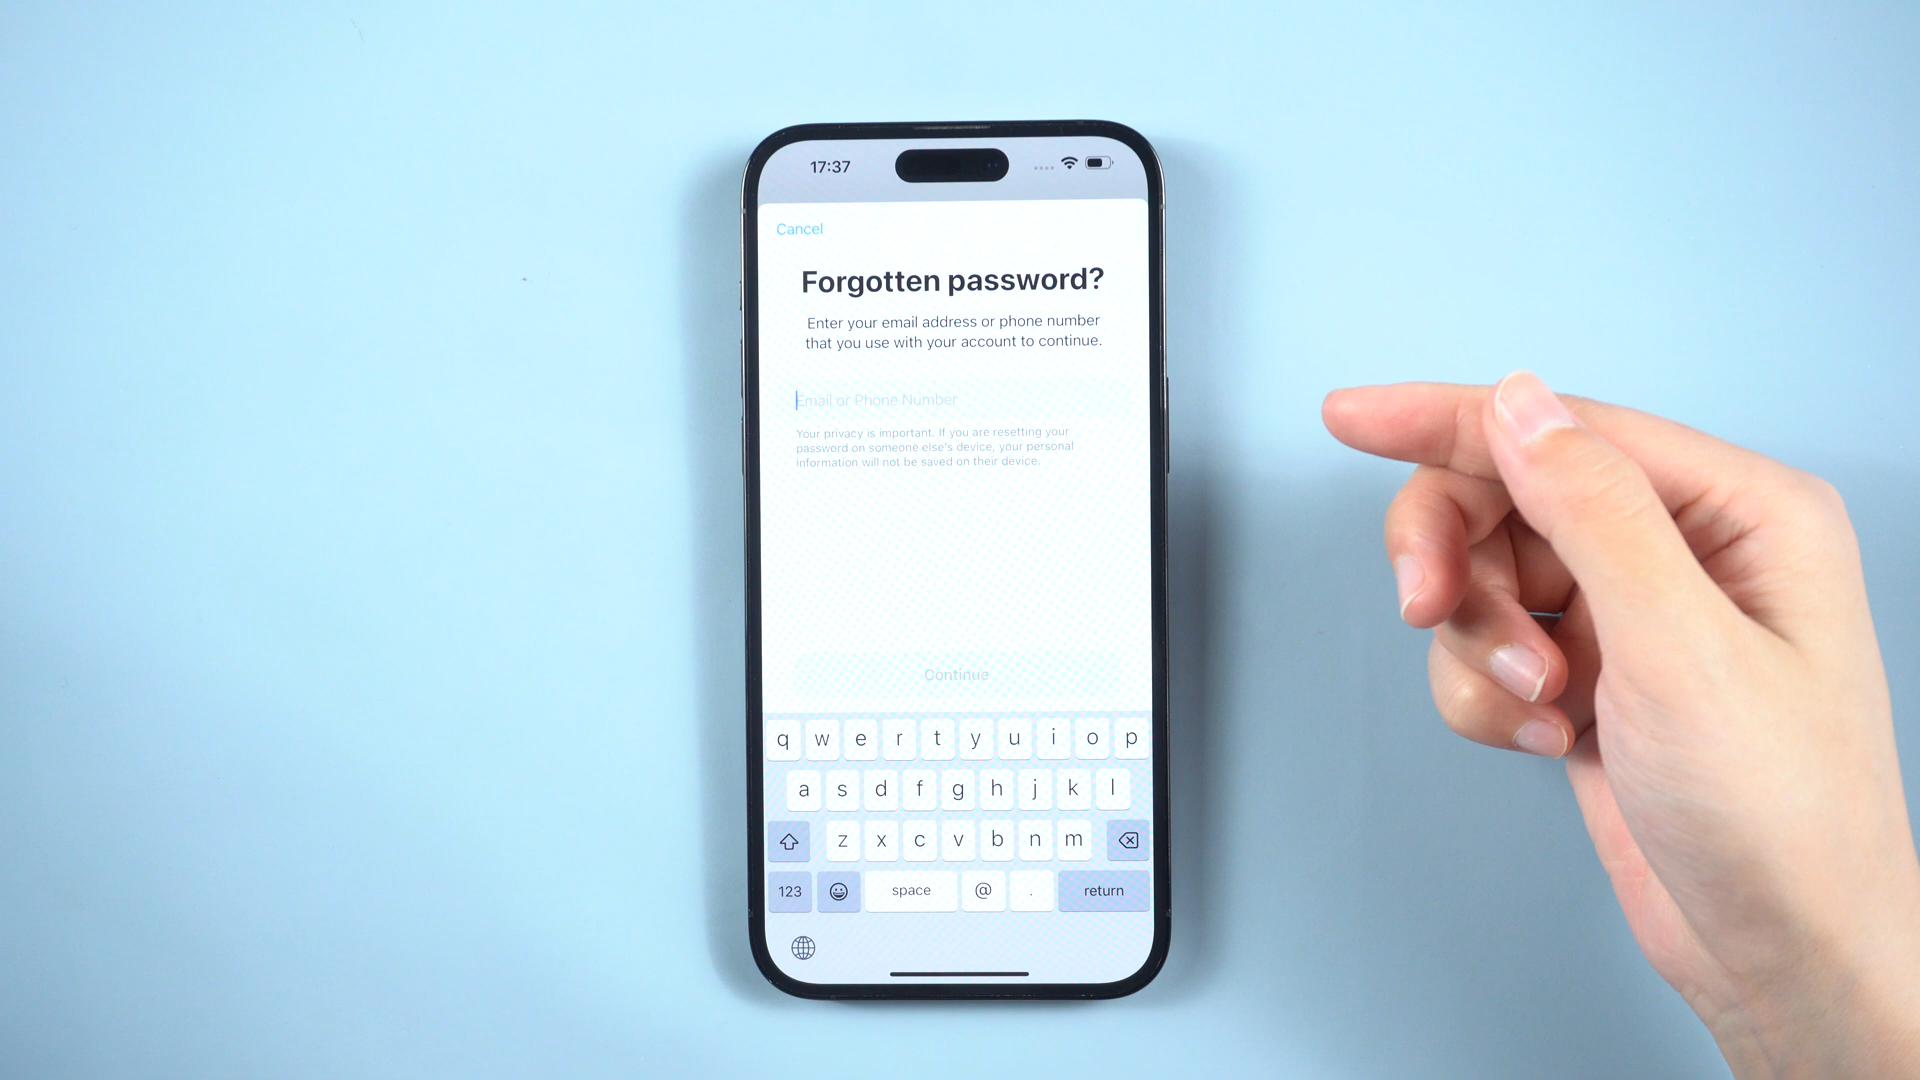 17:37
Cancel
Forgotten password?
Enter your email address or phone number
that you use with your account to continue.
Email or Phone Number
Your privacy is important. If you are resetting your
password on someone else's device, your personal
information will not be saved on their device.
Continue
q w e r t y u i o p
a s d f g h j k l
z x c v b n m
123 space @ . return